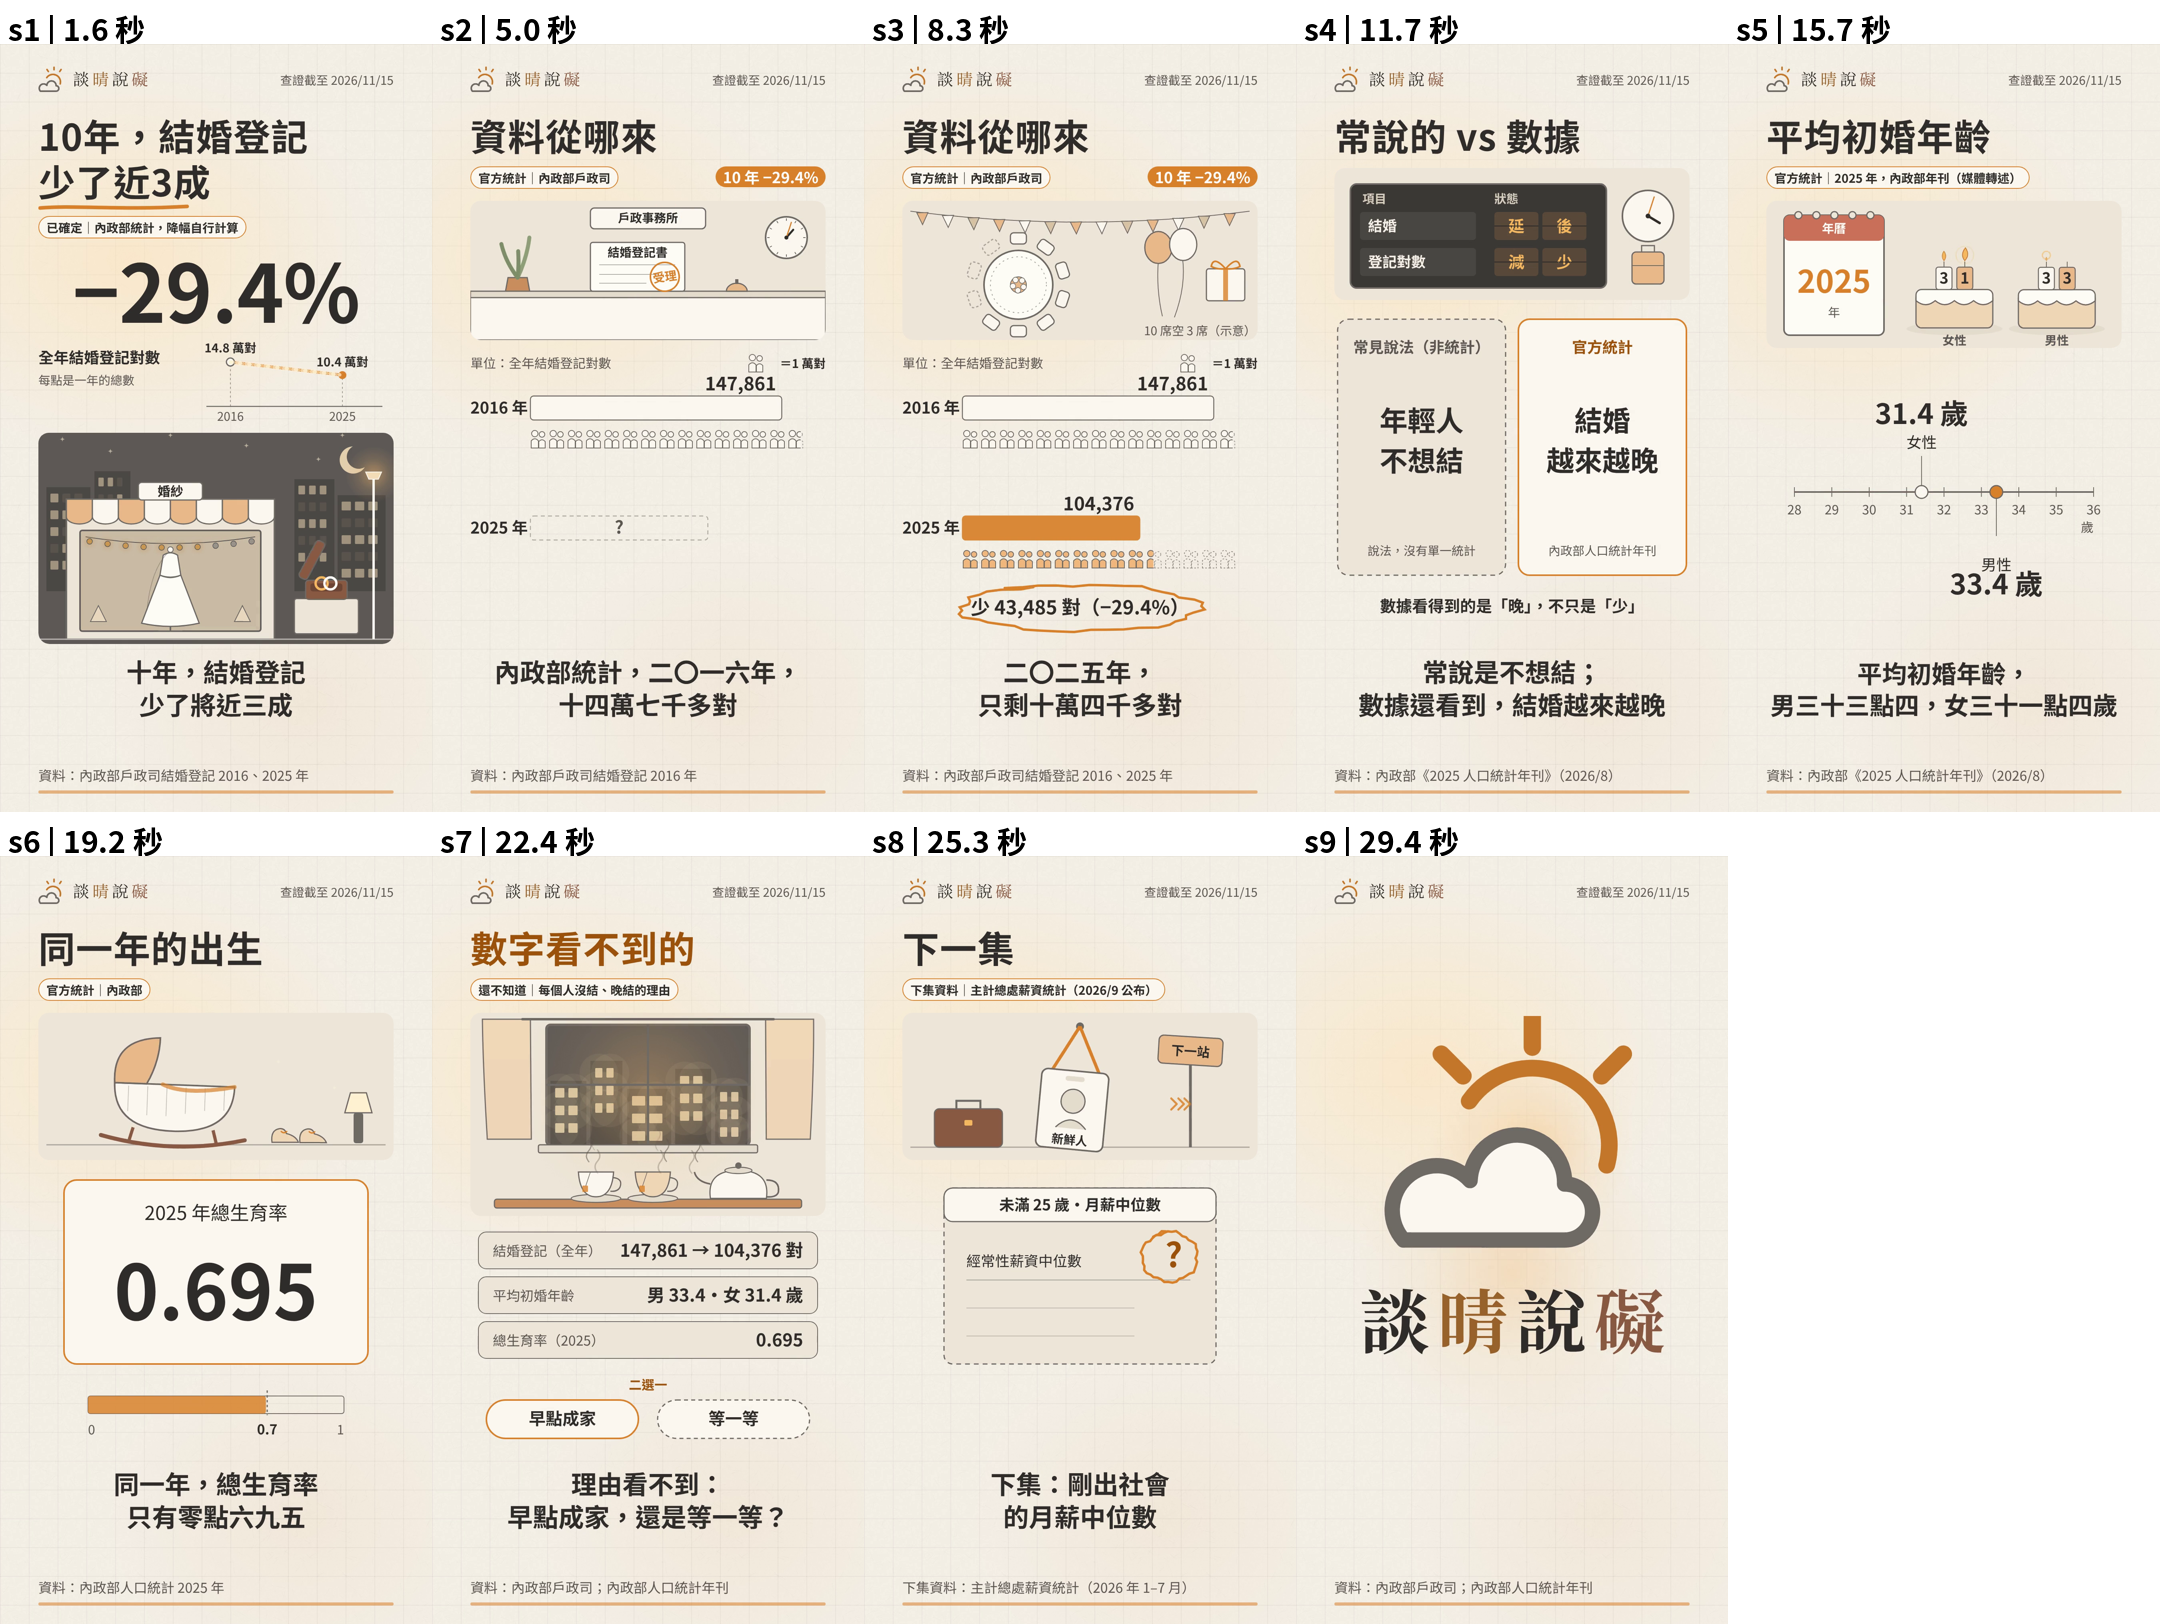 s1 | 1.6 秒
談晴說礙
查證截至 2026/11/15
10年，結婚登記
少了近3成
已確定｜內政部統計，降幅自行計算
−29.4%
全年結婚登記對數
每點是一年的總數
14.8 萬對
10.4 萬對
2016
2025
婚紗
十年，結婚登記
少了將近三成
資料：內政部戶政司結婚登記 2016、2025 年
s2 | 5.0 秒
談晴說礙
查證截至 2026/11/15
資料從哪來
官方統計｜內政部戶政司
10 年 −29.4%
戶政事務所
結婚登記書
受理
單位：全年結婚登記對數
＝1 萬對
147,861
2016 年
2025 年
?
內政部統計，二〇一六年，
十四萬七千多對
資料：內政部戶政司結婚登記 2016 年
s3 | 8.3 秒
談晴說礙
查證截至 2026/11/15
資料從哪來
官方統計｜內政部戶政司
10 年 −29.4%
10 席空 3 席（示意）
單位：全年結婚登記對數
＝1 萬對
147,861
2016 年
104,376
2025 年
少 43,485 對（−29.4%）
二〇二五年，
只剩十萬四千多對
資料：內政部戶政司結婚登記 2016、2025 年
s4 | 11.7 秒
談晴說礙
查證截至 2026/11/15
常說的 vs 數據
項目
狀態
結婚
延 後
登記對數
減 少
常見說法（非統計）
年輕人
不想結
說法，沒有單一統計
官方統計
結婚
越來越晚
內政部人口統計年刊
數據看得到的是「晚」，不只是「少」
常說是不想結；
數據還看到，結婚越來越晚
資料：內政部《2025 人口統計年刊》（2026/8）
s5 | 15.7 秒
談晴說礙
查證截至 2026/11/15
平均初婚年齡
官方統計｜2025 年，內政部年刊（媒體轉述）
年曆
2025
年
3 1
女性
3 3
男性
31.4 歲
女性
28 29 30 31 32 33 34 35 36
歲
男性
33.4 歲
平均初婚年齡，
男三十三點四，女三十一點四歲
資料：內政部《2025 人口統計年刊》（2026/8）
s6 | 19.2 秒
談晴說礙
查證截至 2026/11/15
同一年的出生
官方統計｜內政部
2025 年總生育率
0.695
0
0.7
1
同一年，總生育率
只有零點六九五
資料：內政部人口統計 2025 年
s7 | 22.4 秒
談晴說礙
查證截至 2026/11/15
數字看不到的
還不知道｜每個人沒結、晚結的理由
結婚登記（全年） 147,861 → 104,376 對
平均初婚年齡 男 33.4・女 31.4 歲
總生育率（2025） 0.695
二選一
早點成家
等一等
理由看不到：
早點成家，還是等一等？
資料：內政部戶政司；內政部人口統計年刊
s8 | 25.3 秒
談晴說礙
查證截至 2026/11/15
下一集
下集資料｜主計總處薪資統計（2026/9 公布）
新鮮人
下一站
未滿 25 歲・月薪中位數
經常性薪資中位數
?
下集：剛出社會
的月薪中位數
下集資料：主計總處薪資統計（2026 年 1–7 月）
s9 | 29.4 秒
談晴說礙
查證截至 2026/11/15
談晴說礙
資料：內政部戶政司；內政部人口統計年刊